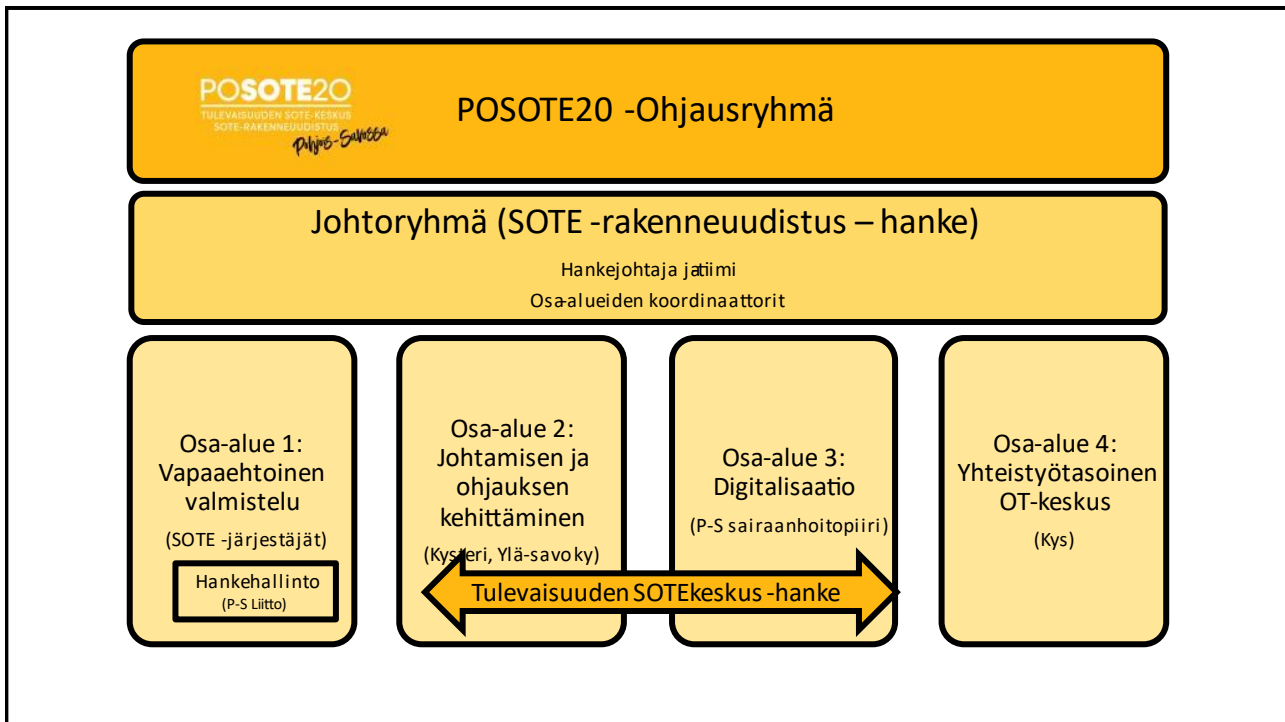 POSOTE20
TULEVAISUUDEN SOTE-KESKUS
SOTE-RAKENNEUUDISTUS
Pohjois-Savossa
POSOTE20 -Ohjausryhmä
Johtoryhmä (SOTE -rakenneuudistus – hanke)
Hankejohtaja ja tiimi
Osa-alueiden koordinaattorit
Osa-alue 1:
Vapaaehtoinen
valmistelu
(SOTE -järjestäjät)
Hankehallinto
(P-S Liitto)
Osa-alue 2:
Johtamisen ja
ohjauksen
kehittäminen
(Kysteri, Ylä-savo ky)
Osa-alue 3:
Digitalisaatio
(P-S sairaanhoitopiiri)
Osa-alue 4:
Yhteistyötasoinen
OT-keskus
(Kys)
Tulevaisuuden SOTEkeskus -hanke